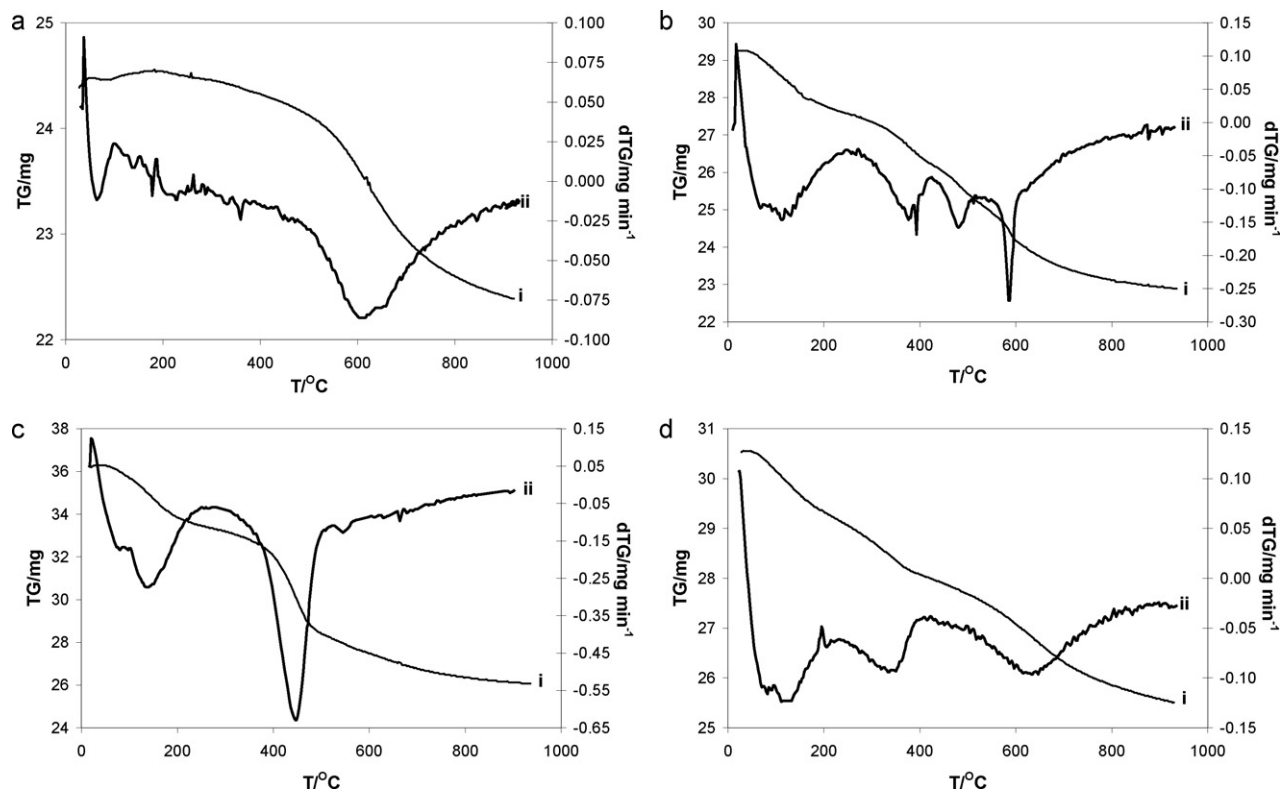 a
25
24
23
22
TG/mg
0.100
0.075
0.050
0.025
0.000
-0.025
-0.050
-0.075
-0.100
dTG/mg min-1
ii
i
0 200 400 600 800 1000
T/OC
b
30
29
28
27
26
25
24
23
22
TG/mg
0.15
0.10
0.05
0.00
-0.05
-0.10
-0.15
-0.20
-0.25
-0.30
dTG/mg min-1
ii
i
0 200 400 600 800 1000
T/OC
c
38
36
34
32
30
28
26
24
TG/mg
0.15
0.05
-0.05
-0.15
-0.25
-0.35
-0.45
-0.55
-0.65
dTG/mg min-1
ii
i
0 200 400 600 800 1000
T/OC
d
31
30
29
28
27
26
25
TG/mg
0.15
0.10
0.05
0.00
-0.05
-0.10
-0.15
dTG/mg min-1
ii
i
0 200 400 600 800 1000
T/OC